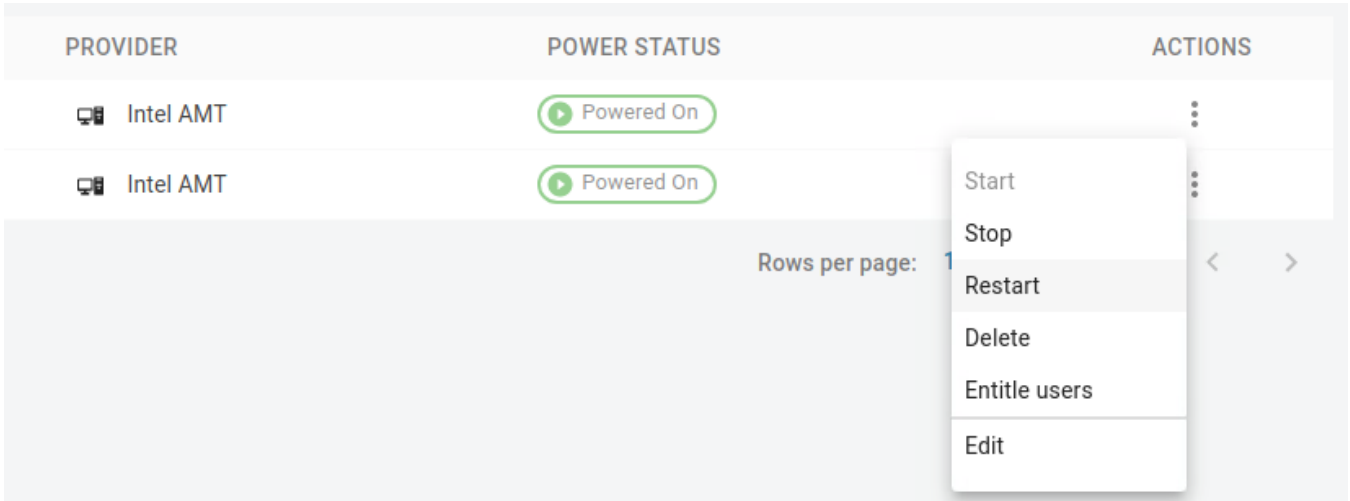 PROVIDER POWER STATUS ACTIONS
Intel AMT Powered On
Intel AMT Powered On
Start
Stop
Rows per page: 1
Restart
Delete
Entitle users
Edit